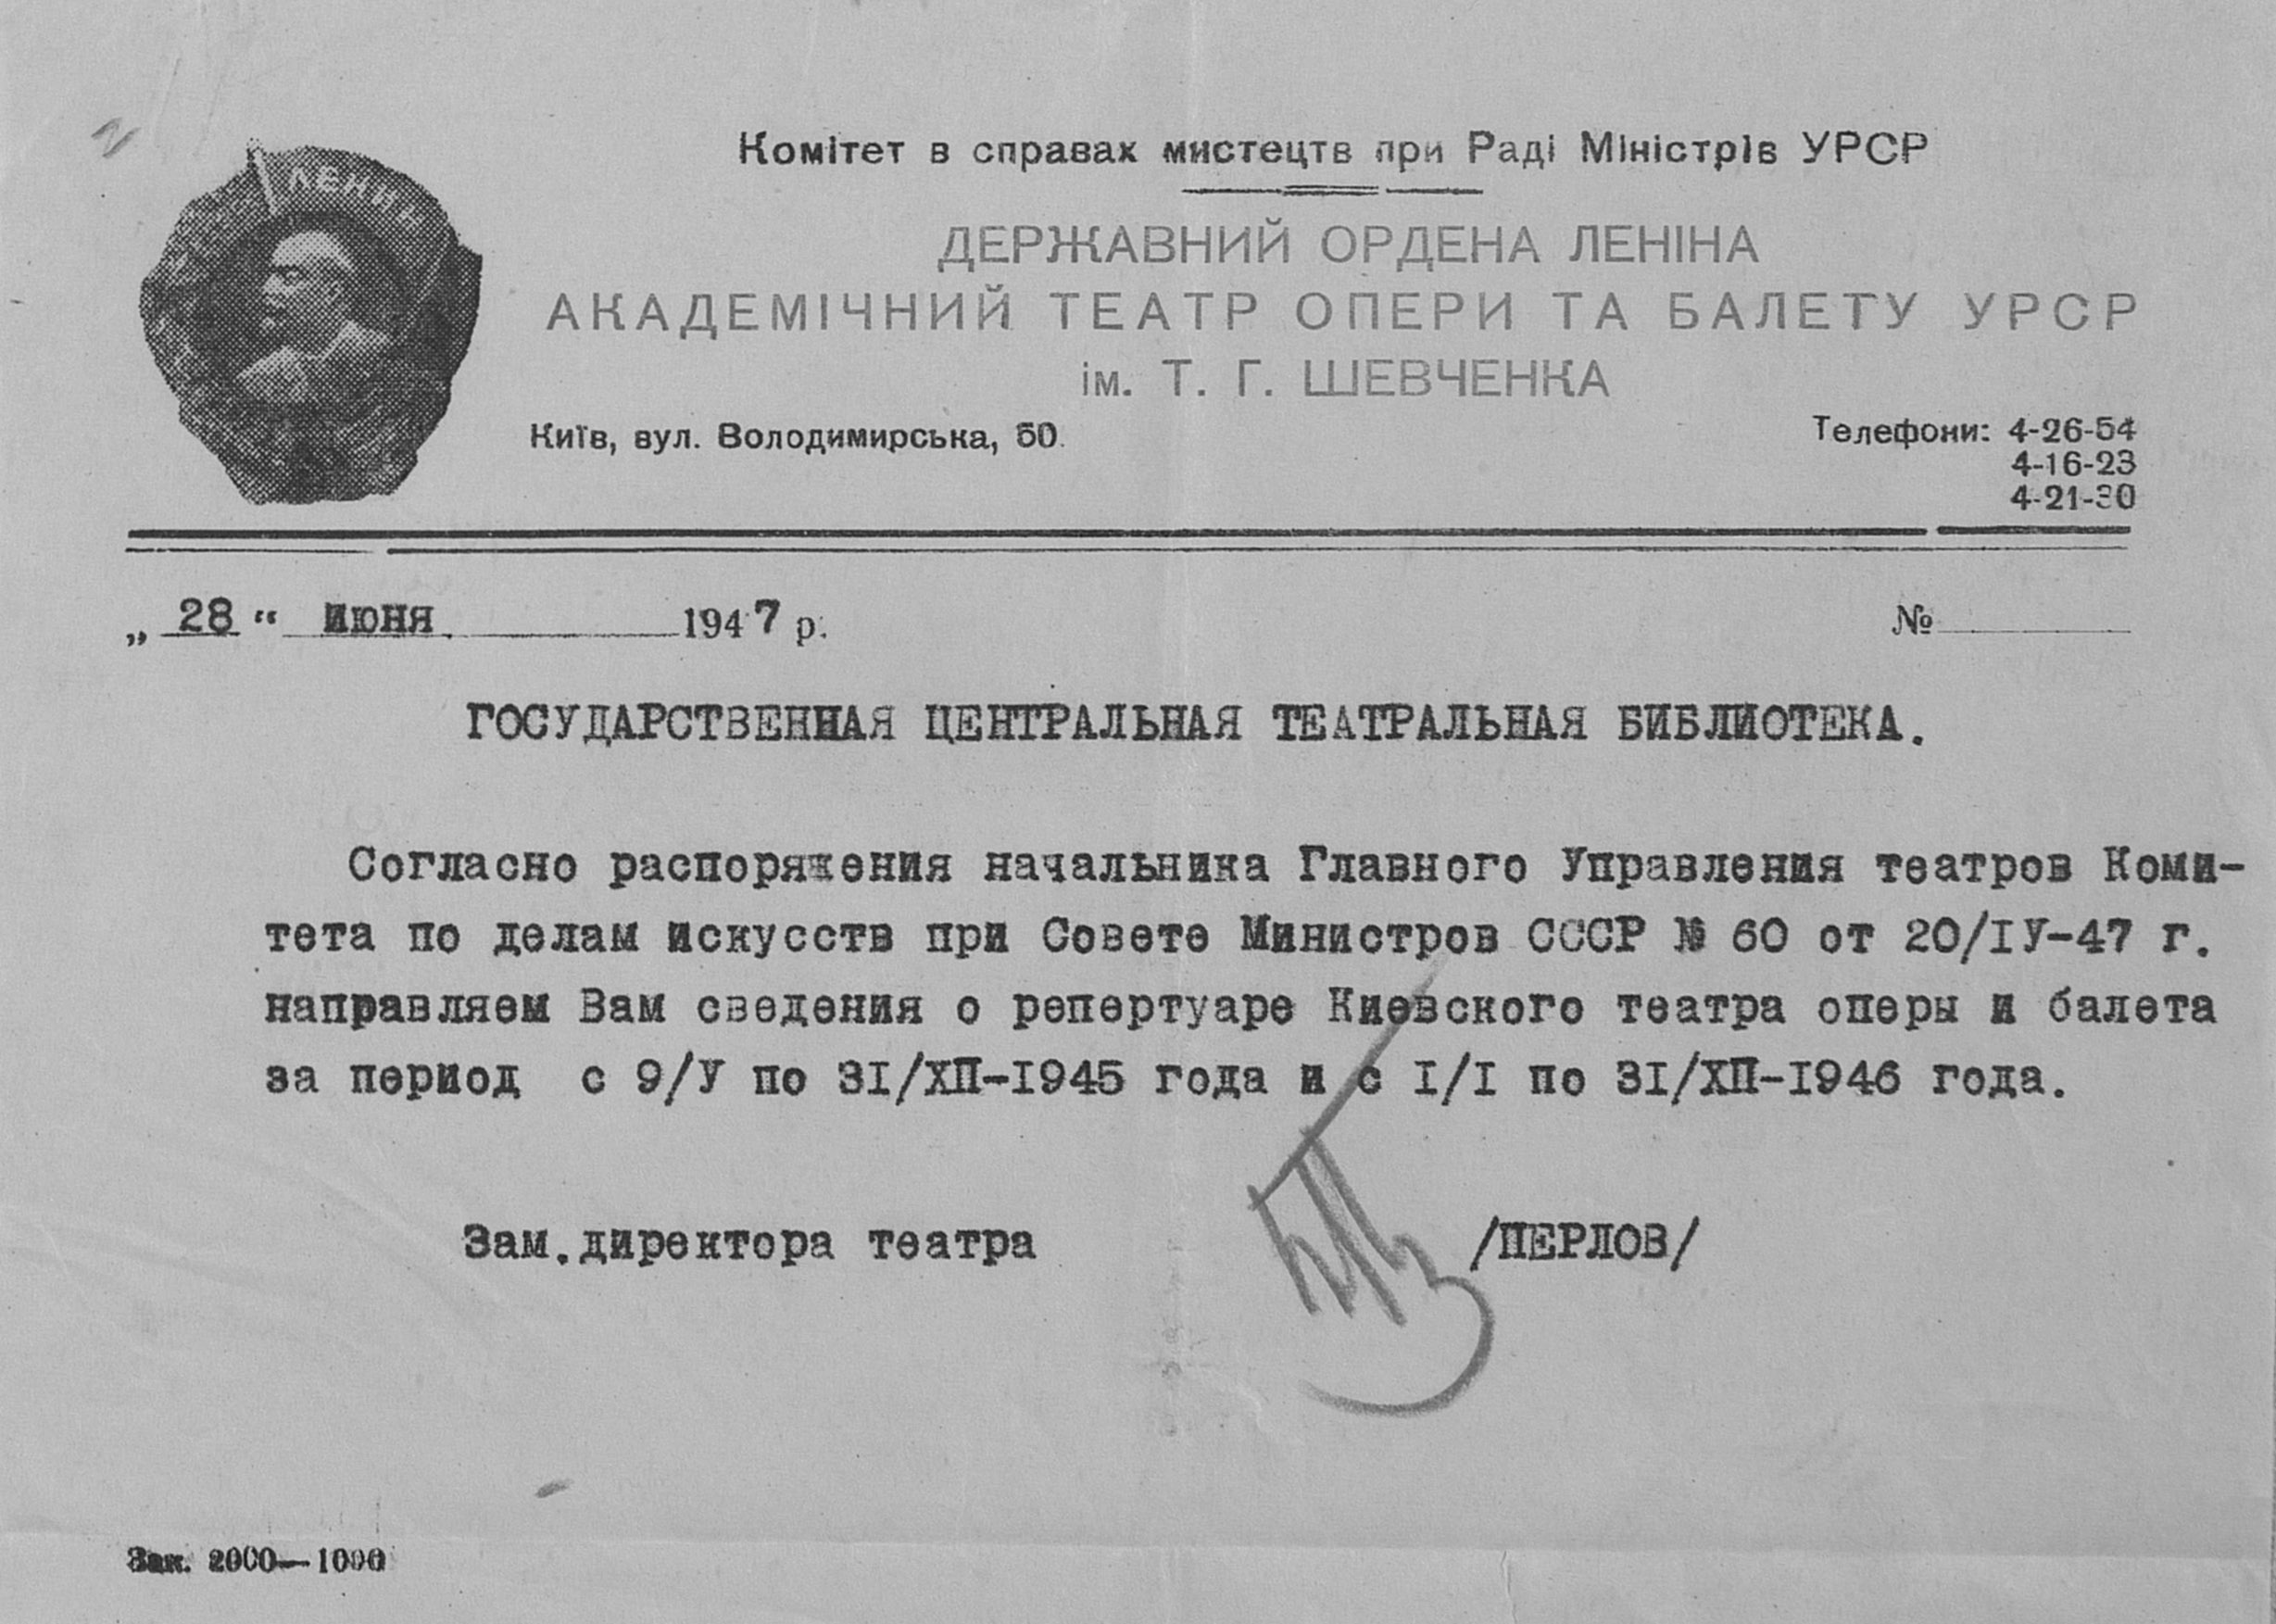 ЛЕНИН
Комітет в справах мистецтв при Раді Міністрів УРСР
ДЕРЖАВНИЙ ОРДЕНА ЛЕНІНА
АКАДЕМІЧНИЙ ТЕАТР ОПЕРИ ТА БАЛЕТУ УРСР
ім. Т. Г. ШЕВЧЕНКА
Київ, вул. Володимирська, 50. Телефони: 4-26-54
4-16-23
4-21-30
„ 28 “ июня 1947 р. №
ГОСУДАРСТВЕННАЯ ЦЕНТРАЛЬНАЯ ТЕАТРАЛЬНАЯ БИБЛИОТЕКА.
Согласно распоряжения начальника Главного Управления театров Коми-
тета по делам искусств при Совете Министров СССР № 60 от 20/IУ-47 г.
направляем Вам сведения о репертуаре Киевского театра оперы и балета
за период с 9/У по 31/ХП-1945 года и с I/I по 31/ХП-1946 года.
Зам.директора театра /ПЕРЛОВ/
Зак. 2000—1000